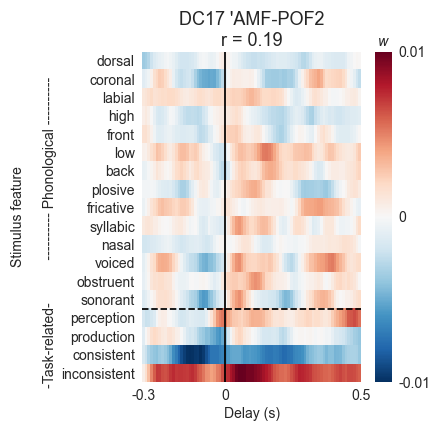 DC17 'AMF-POF2
r = 0.19
w
dorsal
coronal
labial
high
front
low
back
plosive
fricative
syllabic
nasal
voiced
obstruent
sonorant
perception
production
consistent
inconsistent
Stimulus feature
---------- Phonological ----------
-Task-related-
-0.3
0
0.5
Delay (s)
0.01
0
-0.01